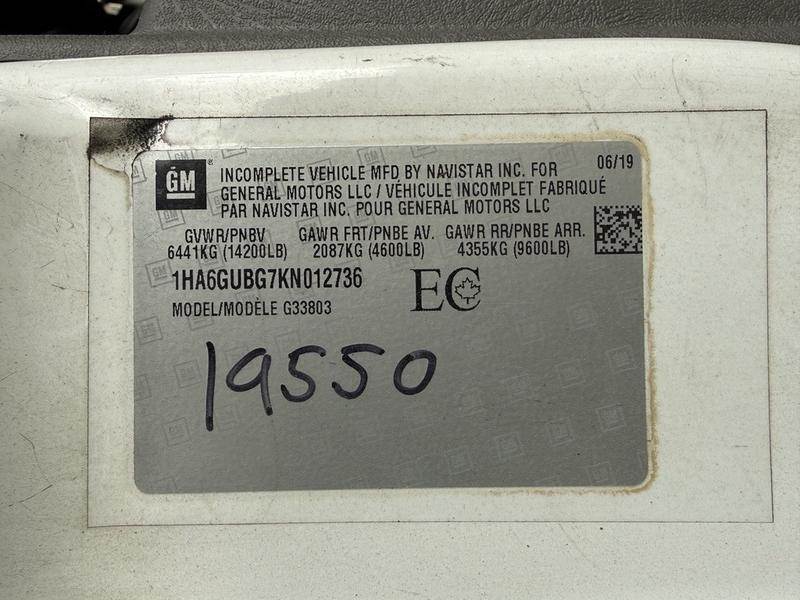 GM
INCOMPLETE VEHICLE MFD BY NAVISTAR INC. FOR 06/19
GENERAL MOTORS LLC / VÉHICULE INCOMPLET FABRIQUÉ
PAR NAVISTAR INC. POUR GENERAL MOTORS LLC
GVWR/PNBV GAWR FRT/PNBE AV. GAWR RR/PNBE ARR.
6441KG (14200LB) 2087KG (4600LB) 4355KG (9600LB)
1HA6GUBG7KN012736 EC
MODEL/MODÈLE G33803
19550